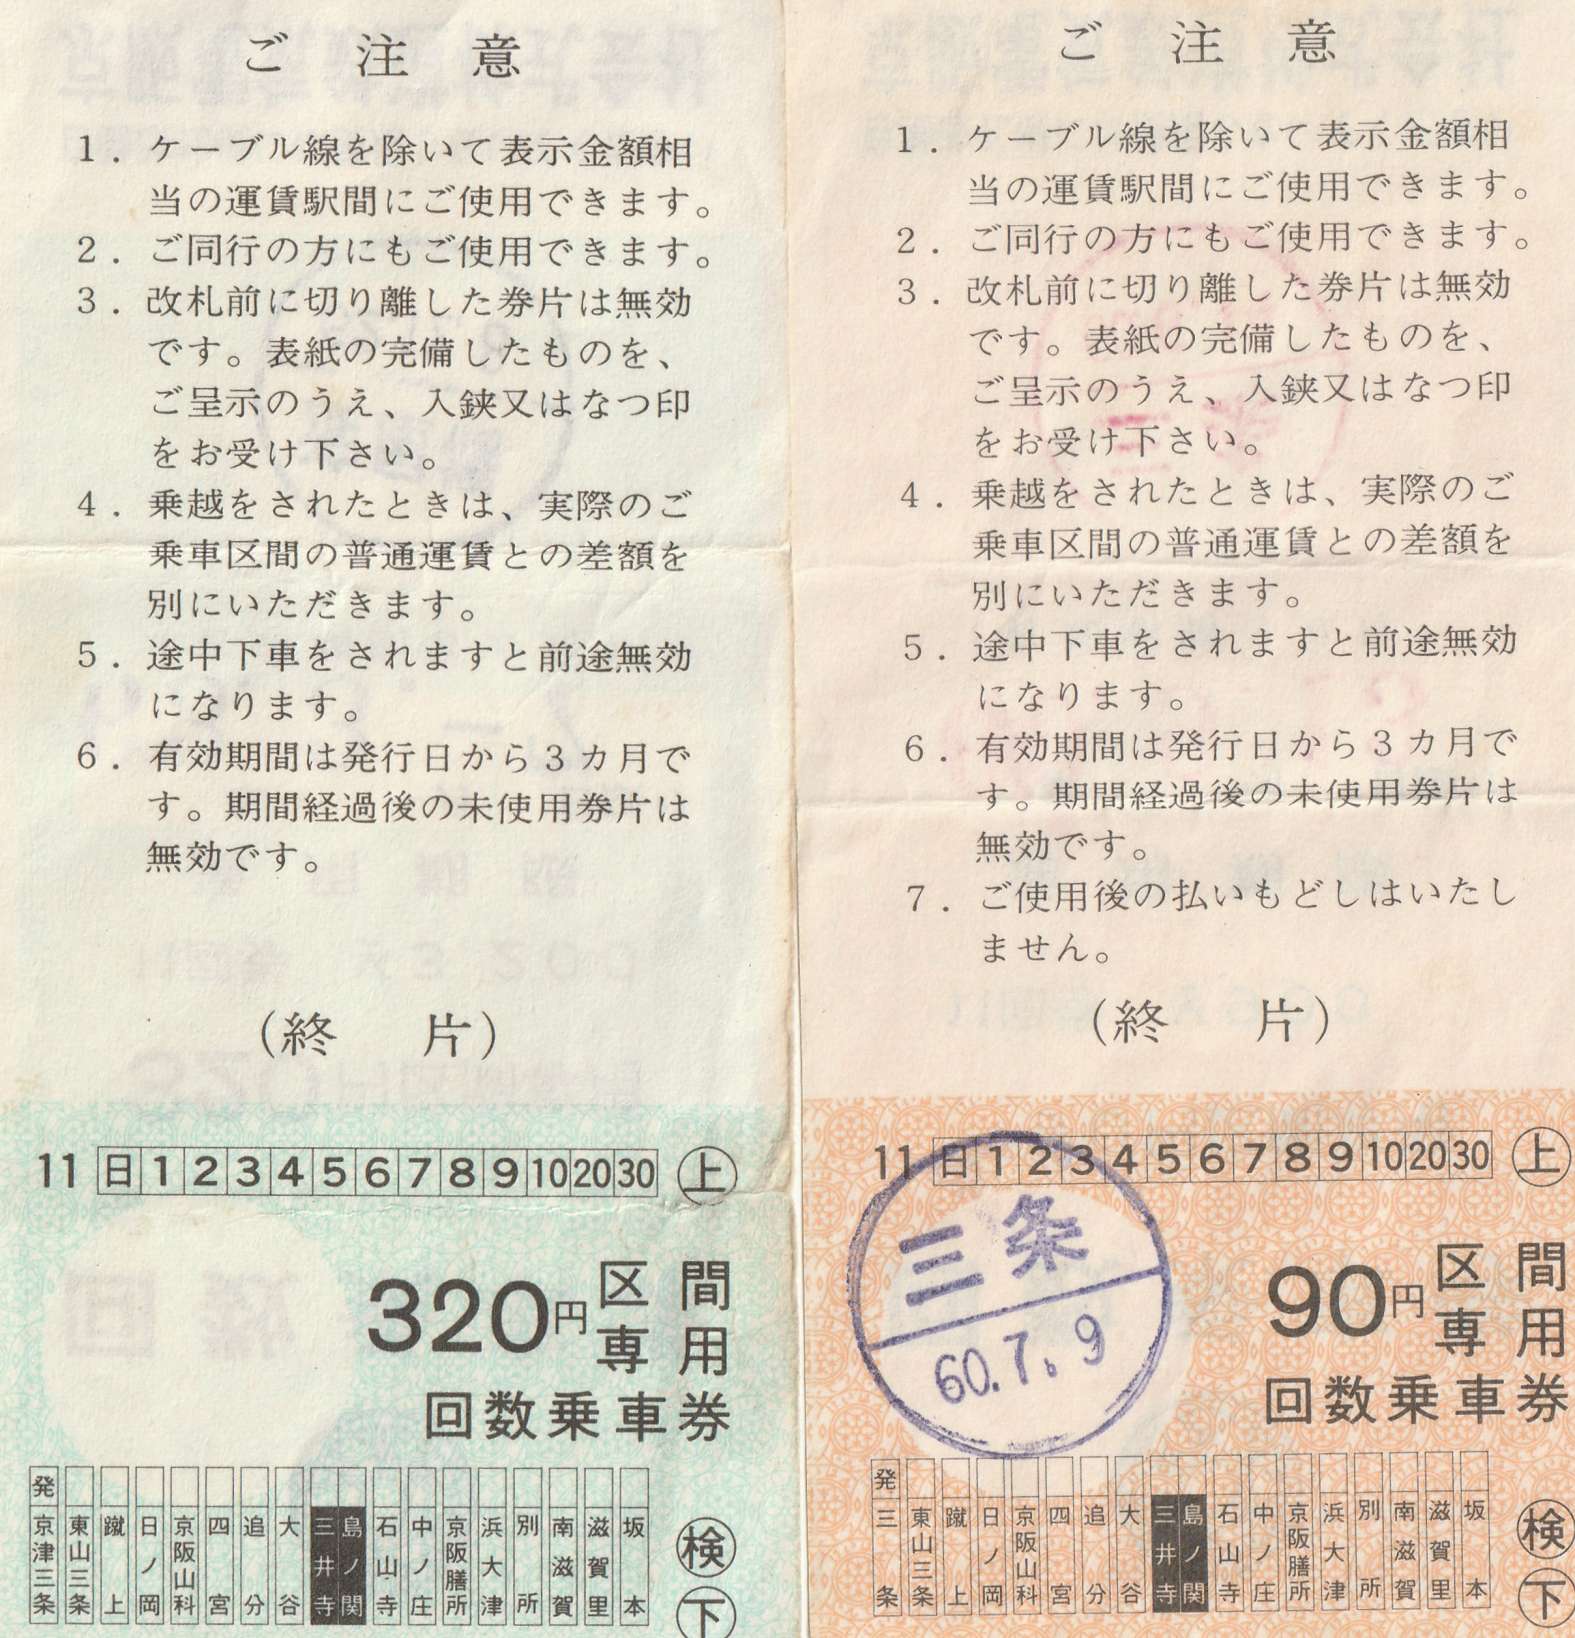 ご注意
1. ケーブル線を除いて表示金額相
当の運賃駅間にご使用できます。
2. ご同行の方にもご使用できます。
3. 改札前に切り離した券片は無効
です。表紙の完備したものを、
ご呈示のうえ、入鋏又はなつ印
をお受け下さい。
4. 乗越をされたときは、実際のご
乗車区間の普通運賃との差額を
別にいただきます。
5. 途中下車をされますと前途無効
になります。
6. 有効期間は発行日から3カ月で
す。期間経過後の未使用券片は
無効です。
(終片)
11 日 1 2 3 4 5 6 7 8 9 10 20 30 上
320円 区間
専用
回数乗車券
発
京津三条 東山三条 蹴上 日ノ岡 京阪山科 四宮 追分 大谷 三井寺 島ノ関 石山寺 中ノ庄 京阪膳所 浜大津 別所 南滋賀 滋賀里 坂本
検
下
ご注意
1. ケーブル線を除いて表示金額相
当の運賃駅間にご使用できます。
2. ご同行の方にもご使用できます。
3. 改札前に切り離した券片は無効
です。表紙の完備したものを、
ご呈示のうえ、入鋏又はなつ印
をお受け下さい。
4. 乗越をされたときは、実際のご
乗車区間の普通運賃との差額を
別にいただきます。
5. 途中下車をされますと前途無効
になります。
6. 有効期間は発行日から3カ月で
す。期間経過後の未使用券片は
無効です。
7. ご使用後の払いもどしはいたし
ません。
(終片)
11 日 1 2 3 4 5 6 7 8 9 10 20 30 上
三条
60.7.9
90円 区間
専用
回数乗車券
発
三条 東山三条 蹴上 日ノ岡 京阪山科 四宮 追分 大谷 三井寺 島ノ関 石山寺 中ノ庄 京阪膳所 浜大津 別所 南滋賀 滋賀里 坂本
検
下